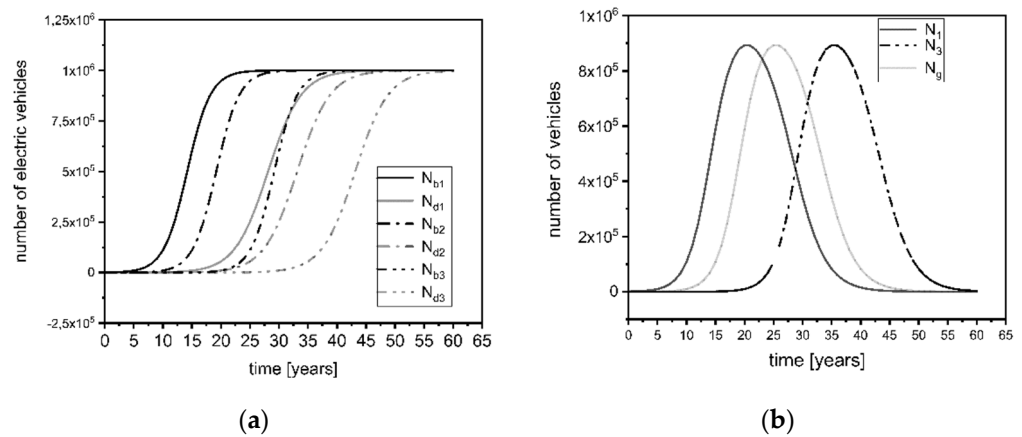 1,25x10⁶
1x10⁶
7,5x10⁵
5x10⁵
2,5x10⁵
0
-2,5x10⁵
number of electric vehicles
0 5 10 15 20 25 30 35 40 45 50 55 60 65
time [years]
N_b1
N_d1
N_b2
N_d2
N_b3
N_d3
(a)
1x10⁶
8x10⁵
6x10⁵
4x10⁵
2x10⁵
0
number of vehicles
0 5 10 15 20 25 30 35 40 45 50 55 60 65
time [years]
N₁
N₃
N_g
(b)